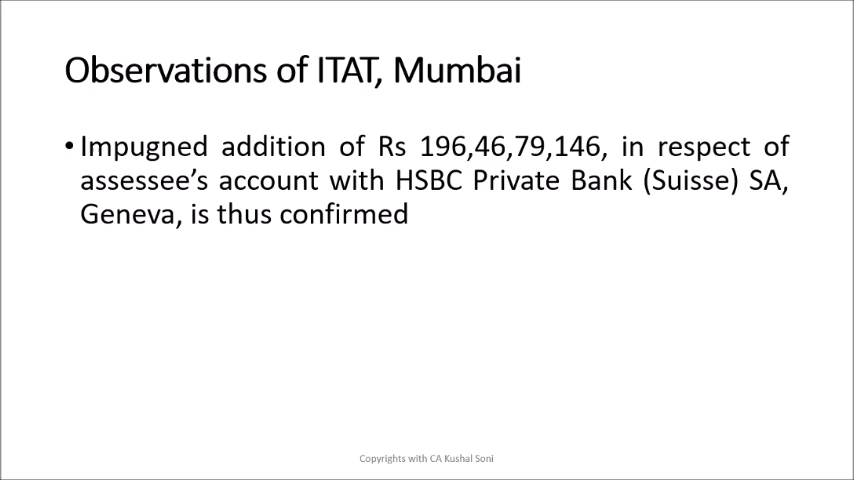 Observations of ITAT, Mumbai
• Impugned addition of Rs 196,46,79,146, in respect of
assessee’s account with HSBC Private Bank (Suisse) SA,
Geneva, is thus confirmed
Copyrights with CA Kushal Soni